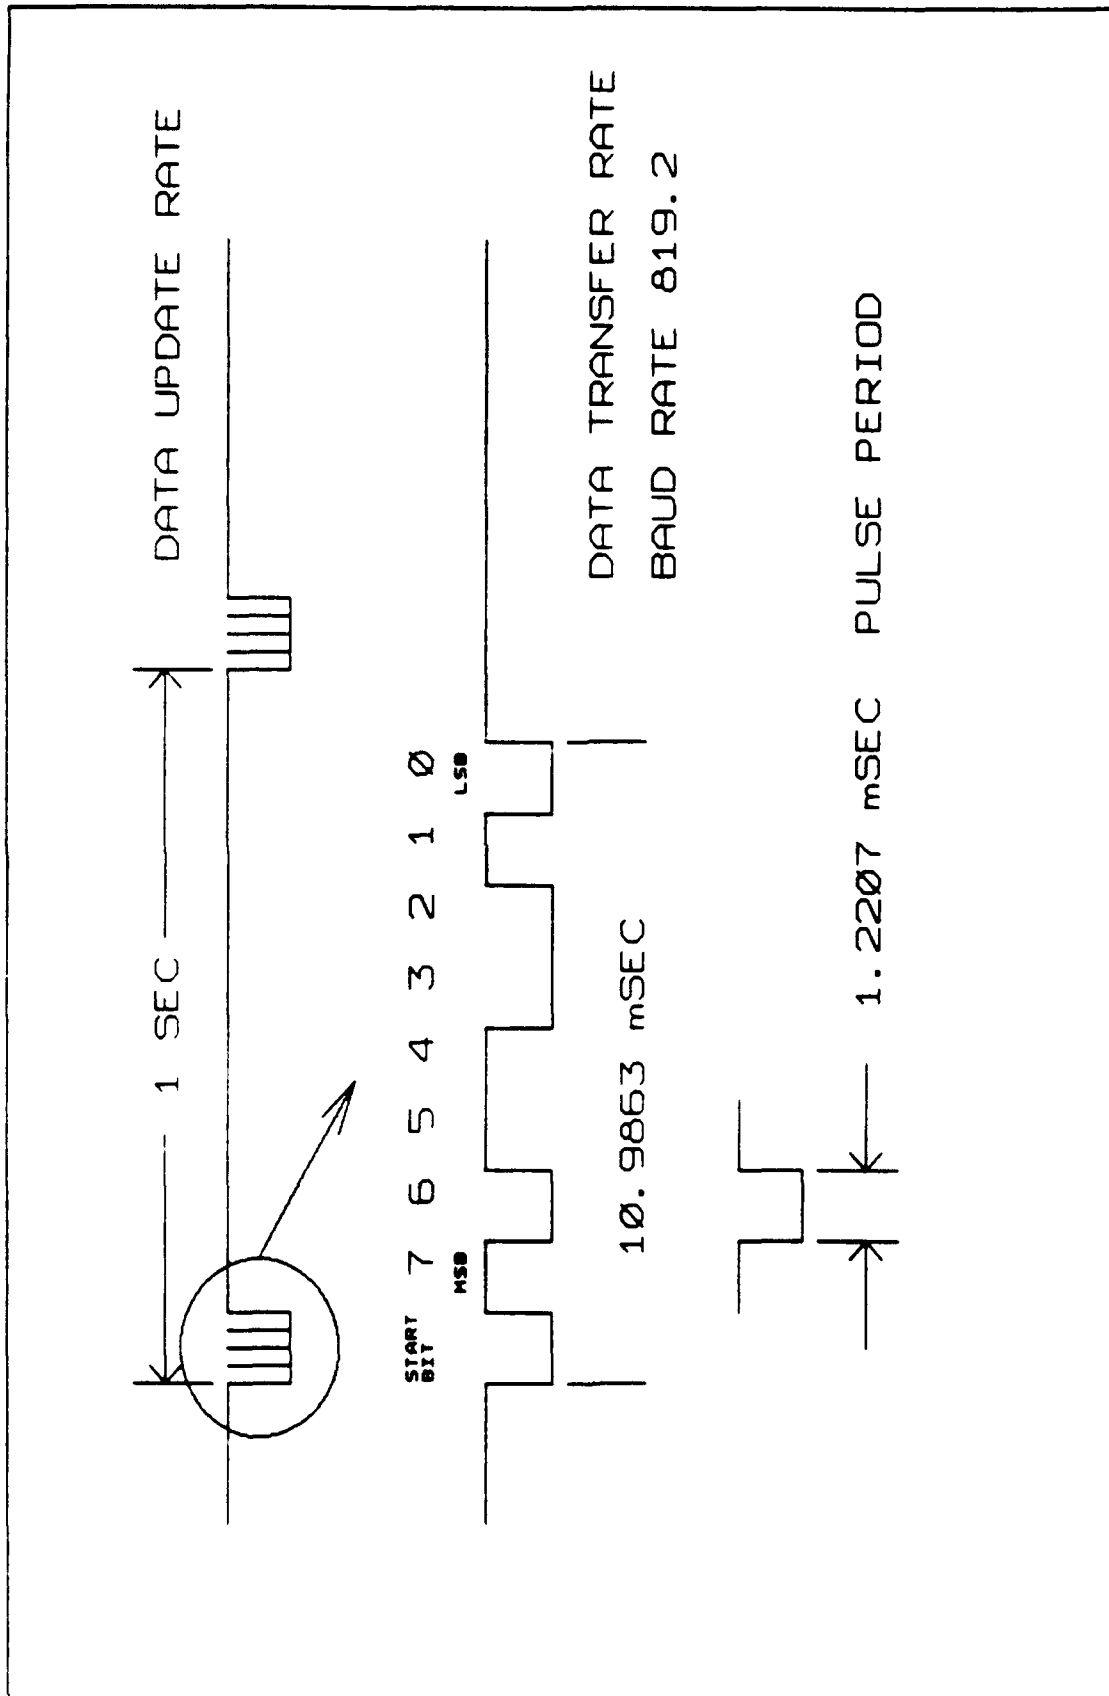 DATA UPDATE RATE
1 SEC
START
BIT
7 6 5 4 3 2 1 Ø
MSB
LSB
10.9863 mSEC
DATA TRANSFER RATE
BAUD RATE 819.2
1.22Ø7 mSEC PULSE PERIOD